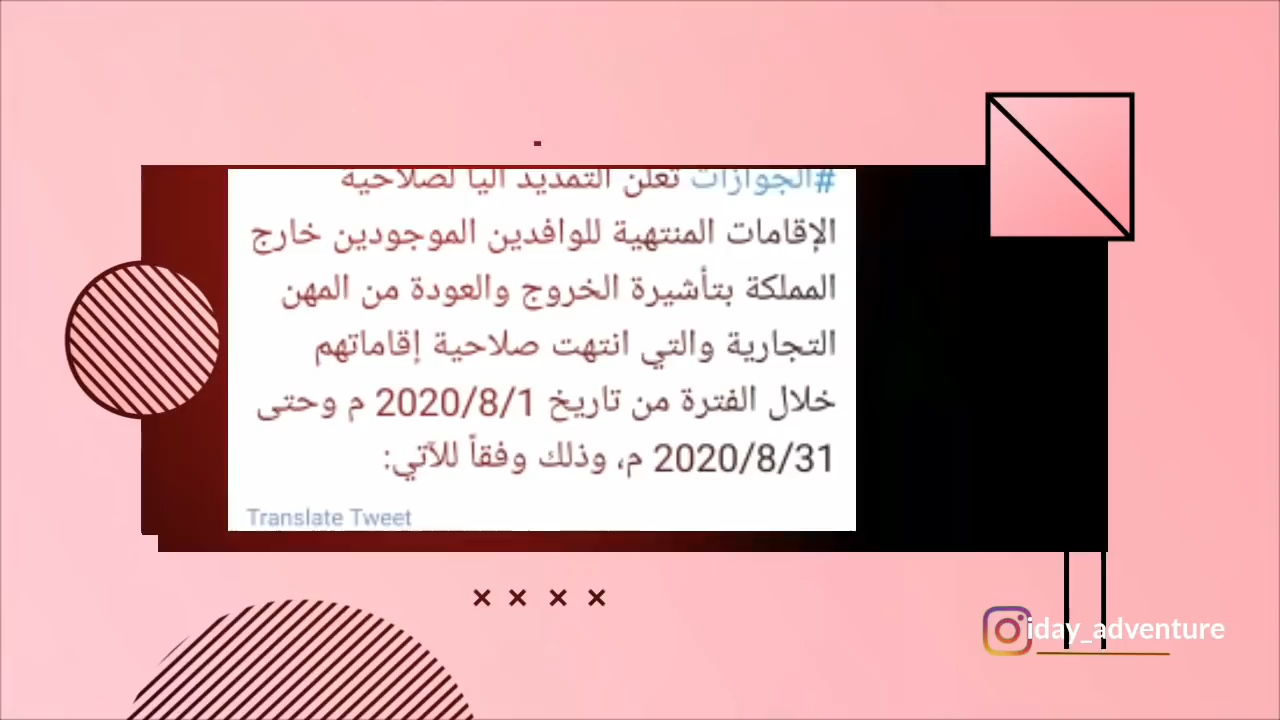 #الجوازات تعلن التمديد آليا لصلاحية
الإقامات المنتهية للوافدين الموجودين خارج
المملكة بتأشيرة الخروج والعودة من المهن
التجارية والتي انتهت صلاحية إقاماتهم
خلال الفترة من تاريخ 2020/8/1 م وحتى
2020/8/31 م، وذلك وفقاً للآتي:
Translate Tweet
iday_adventure